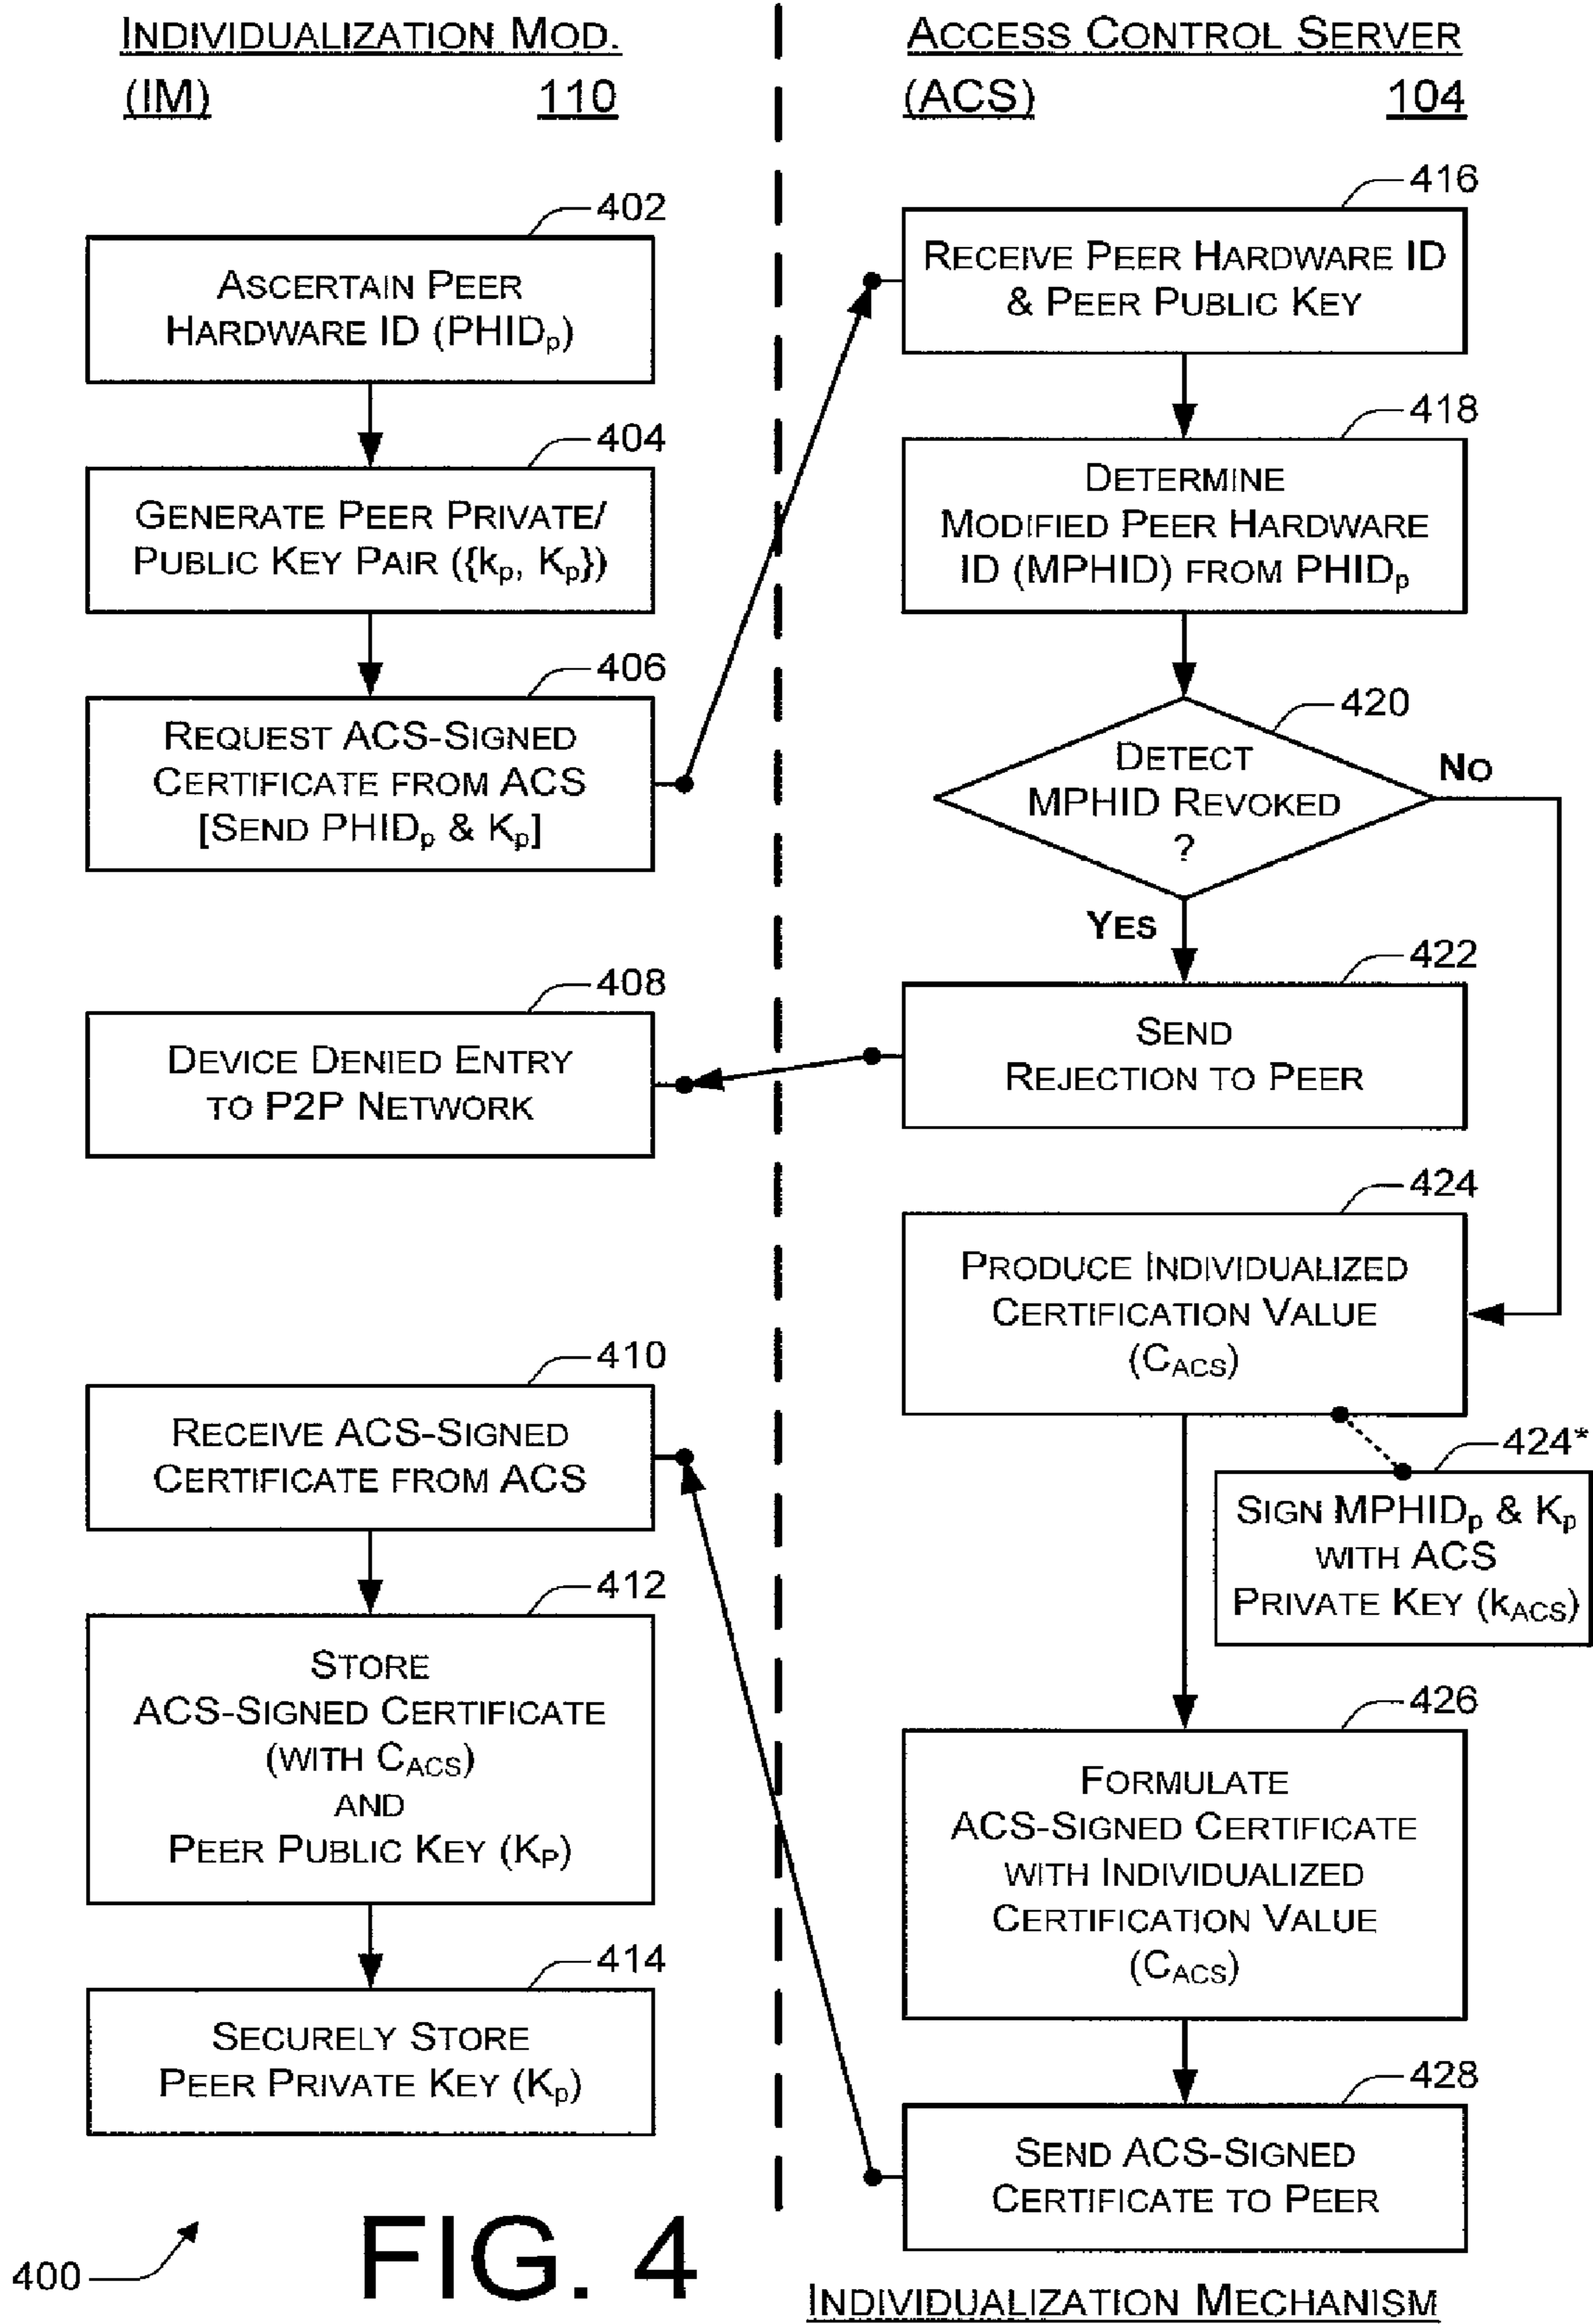 INDIVIDUALIZATION MOD.
(IM) 110
402
ASCERTAIN PEER
HARDWARE ID (PHIDp)
404
GENERATE PEER PRIVATE/
PUBLIC KEY PAIR ({kp, Kp})
406
REQUEST ACS-SIGNED
CERTIFICATE FROM ACS
[SEND PHIDp & Kp]
408
DEVICE DENIED ENTRY
TO P2P NETWORK
410
RECEIVE ACS-SIGNED
CERTIFICATE FROM ACS
412
STORE
ACS-SIGNED CERTIFICATE
(WITH CACS)
AND
PEER PUBLIC KEY (KP)
414
SECURELY STORE
PEER PRIVATE KEY (Kp)
ACCESS CONTROL SERVER
(ACS) 104
416
RECEIVE PEER HARDWARE ID
& PEER PUBLIC KEY
418
DETERMINE
MODIFIED PEER HARDWARE
ID (MPHID) FROM PHIDp
420
DETECT
MPHID REVOKED
?
NO
YES
422
SEND
REJECTION TO PEER
424
PRODUCE INDIVIDUALIZED
CERTIFICATION VALUE
(CACS)
424*
SIGN MPHIDp & Kp
WITH ACS
PRIVATE KEY (kACS)
426
FORMULATE
ACS-SIGNED CERTIFICATE
WITH INDIVIDUALIZED
CERTIFICATION VALUE
(CACS)
428
SEND ACS-SIGNED
CERTIFICATE TO PEER
400
FIG. 4
INDIVIDUALIZATION MECHANISM